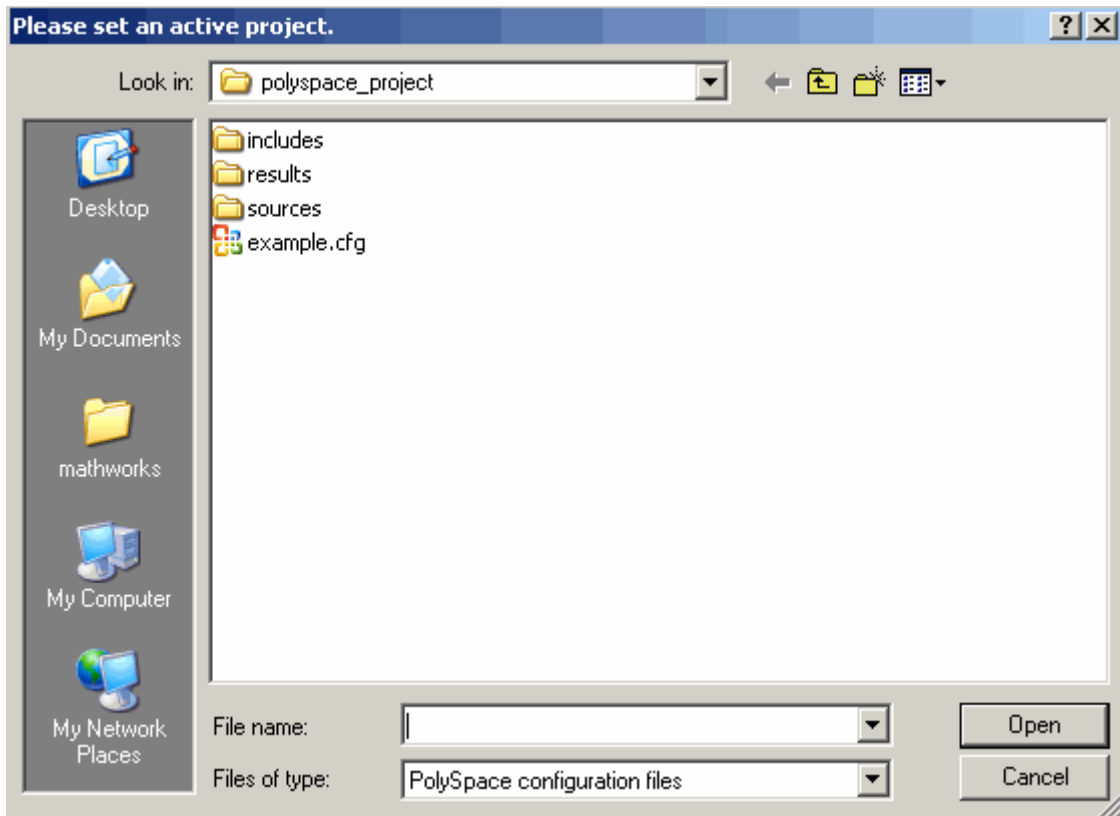 Please set an active project.
Look in:
polyspace_project
Desktop
My Documents
mathworks
My Computer
My Network
Places
includes
results
sources
example.cfg
File name:
Open
Files of type:
PolySpace configuration files
Cancel